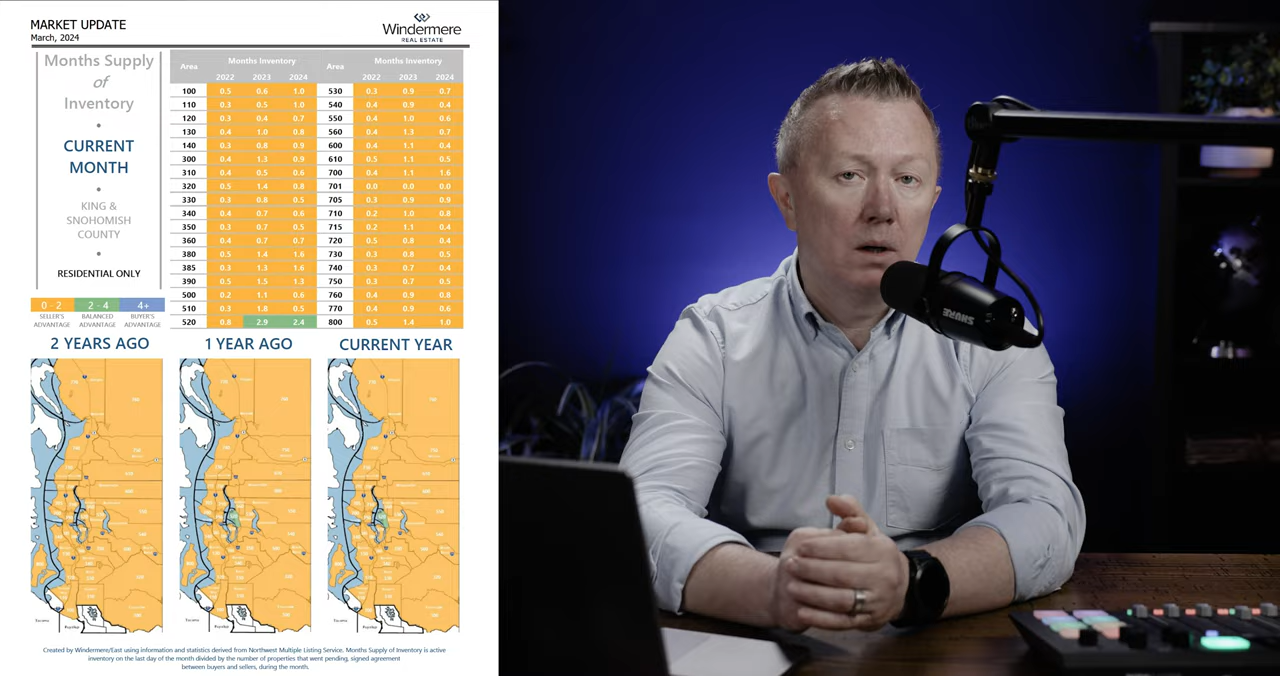 MARKET UPDATE
March, 2024
Windermere
REAL ESTATE
Months Supply
of
Inventory
•
CURRENT
MONTH
•
KING &
SNOHOMISH
COUNTY
•
RESIDENTIAL ONLY
0 - 2 2 - 4 4+
SELLER'S BALANCED BUYER'S
ADVANTAGE ADVANTAGE ADVANTAGE
Area Months Inventory Area Months Inventory
2022 2023 2024 2022 2023 2024
100 0.5 0.6 1.0 530 0.3 0.9 0.7
110 0.3 0.5 1.0 540 0.4 0.9 0.4
120 0.3 0.4 0.7 550 0.4 1.0 0.6
130 0.4 1.0 0.8 560 0.4 1.3 0.7
140 0.3 0.8 0.9 600 0.4 1.1 0.4
300 0.4 1.3 0.9 610 0.5 1.1 0.5
310 0.4 0.5 0.6 700 0.4 1.1 1.6
320 0.5 1.4 0.8 701 0.0 0.0 0.0
330 0.3 0.8 0.5 705 0.3 0.9 0.9
340 0.4 0.7 0.6 710 0.2 1.0 0.8
350 0.3 0.7 0.5 715 0.2 1.1 0.4
360 0.4 0.7 0.7 720 0.5 0.8 0.4
380 0.5 1.4 1.6 730 0.3 0.8 0.5
385 0.3 1.3 1.6 740 0.3 0.7 0.4
390 0.5 1.5 1.3 750 0.3 0.7 0.5
500 0.2 1.1 0.6 760 0.4 0.9 0.8
510 0.3 1.8 0.5 770 0.4 0.9 0.6
520 0.8 2.9 2.4 800 0.5 1.4 1.0
2 YEARS AGO 1 YEAR AGO CURRENT YEAR
Created by Windermere/East using information and statistics derived from Northwest Multiple Listing Service. Months Supply of Inventory is active
inventory on the last day of the month divided by the number of properties that went pending, signed agreement
between buyers and sellers, during the month.
SHURE